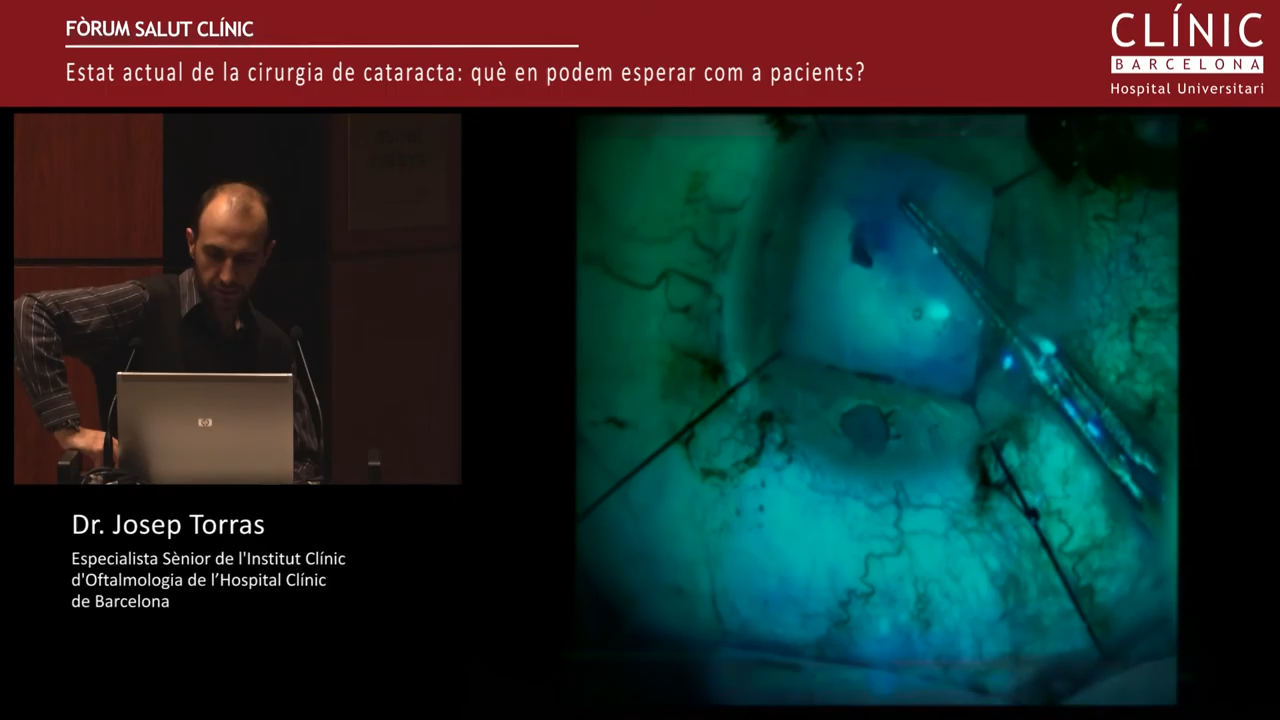 FÒRUM SALUT CLÍNIC
Estat actual de la cirurgia de cataracta: què en podem esperar com a pacients?
CLÍNIC
BARCELONA
Hospital Universitari
hp
Dr. Josep Torras
Especialista Sènior de l'Institut Clínic
d'Oftalmologia de l’Hospital Clínic
de Barcelona